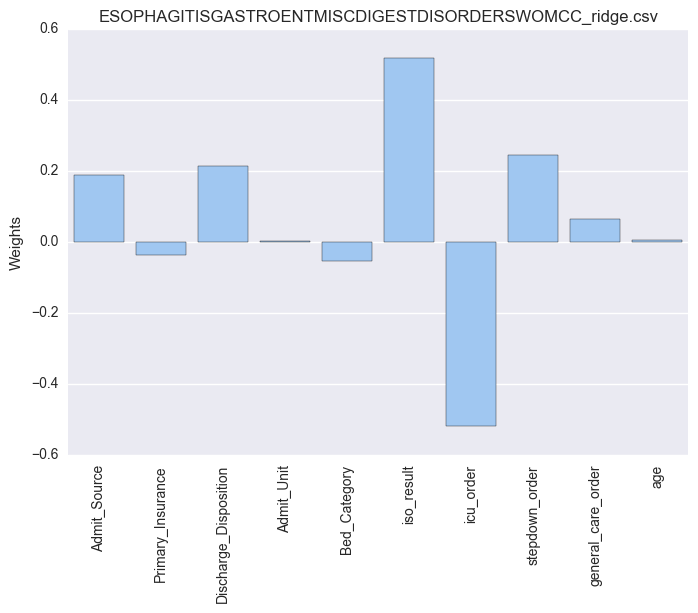 ESOPHAGITISGASTROENTMISCDIGESTDISORDERSWOMCC_ridge.csv
0.6
0.4
0.2
0.0
−0.2
−0.4
−0.6
Weights
Admit_Source
Primary_Insurance
Discharge_Disposition
Admit_Unit
Bed_Category
iso_result
icu_order
stepdown_order
general_care_order
age